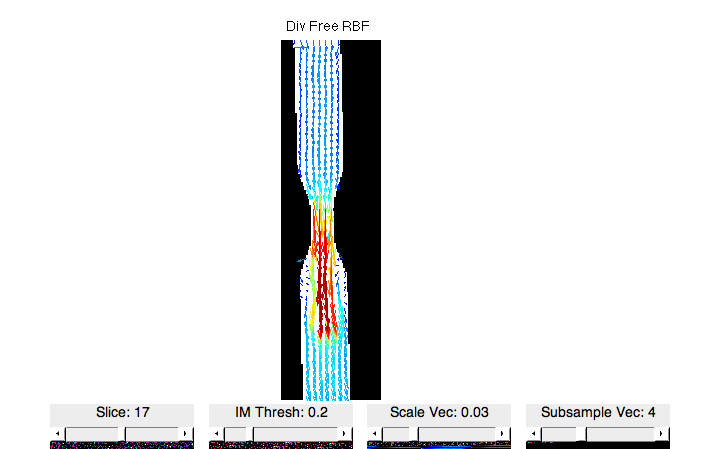 Div Free RBF
Slice: 17
IM Thresh: 0.2
Scale Vec: 0.03
Subsample Vec: 4